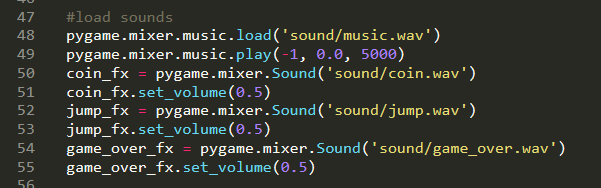 47 #load sounds
48 pygame.mixer.music.load('sound/music.wav')
49 pygame.mixer.music.play(-1, 0.0, 5000)
50 coin_fx = pygame.mixer.Sound('sound/coin.wav')
51 coin_fx.set_volume(0.5)
52 jump_fx = pygame.mixer.Sound('sound/jump.wav')
53 jump_fx.set_volume(0.5)
54 game_over_fx = pygame.mixer.Sound('sound/game_over.wav')
55 game_over_fx.set_volume(0.5)